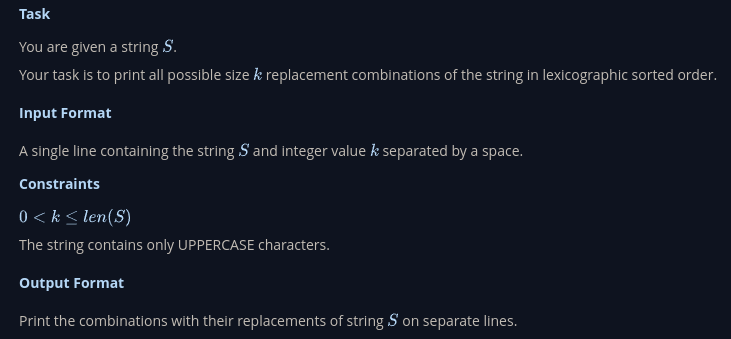 Task
You are given a string S.
Your task is to print all possible size k replacement combinations of the string in lexicographic sorted order.
Input Format
A single line containing the string S and integer value k separated by a space.
Constraints
0 < k ≤ len(S)
The string contains only UPPERCASE characters.
Output Format
Print the combinations with their replacements of string S on separate lines.